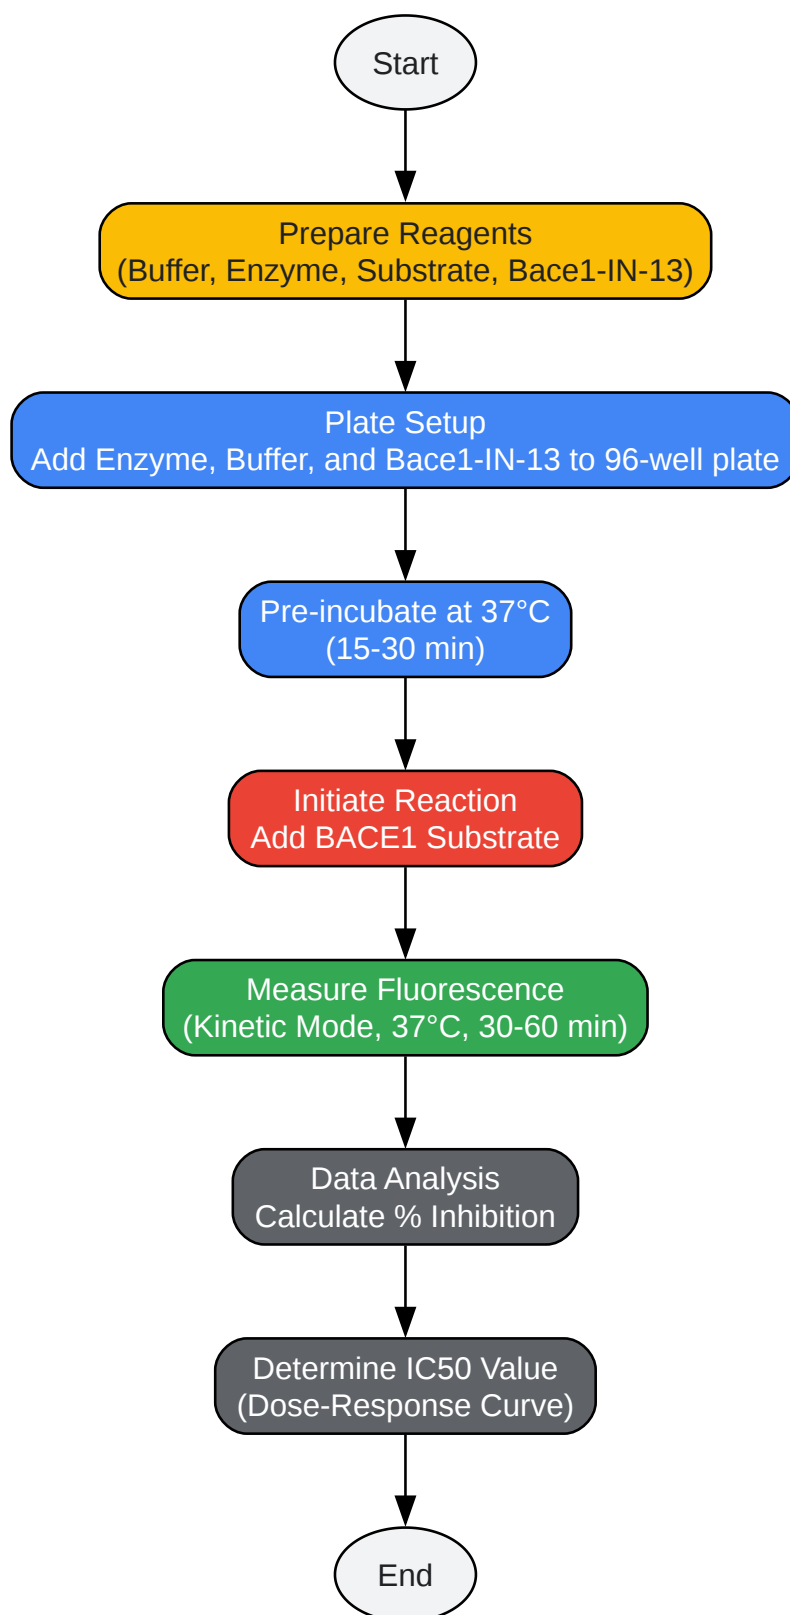 Start
Prepare Reagents
(Buffer, Enzyme, Substrate, Bace1-IN-13)
Plate Setup
Add Enzyme, Buffer, and Bace1-IN-13 to 96-well plate
Pre-incubate at 37°C
(15-30 min)
Initiate Reaction
Add BACE1 Substrate
Measure Fluorescence
(Kinetic Mode, 37°C, 30-60 min)
Data Analysis
Calculate % Inhibition
Determine IC50 Value
(Dose-Response Curve)
End